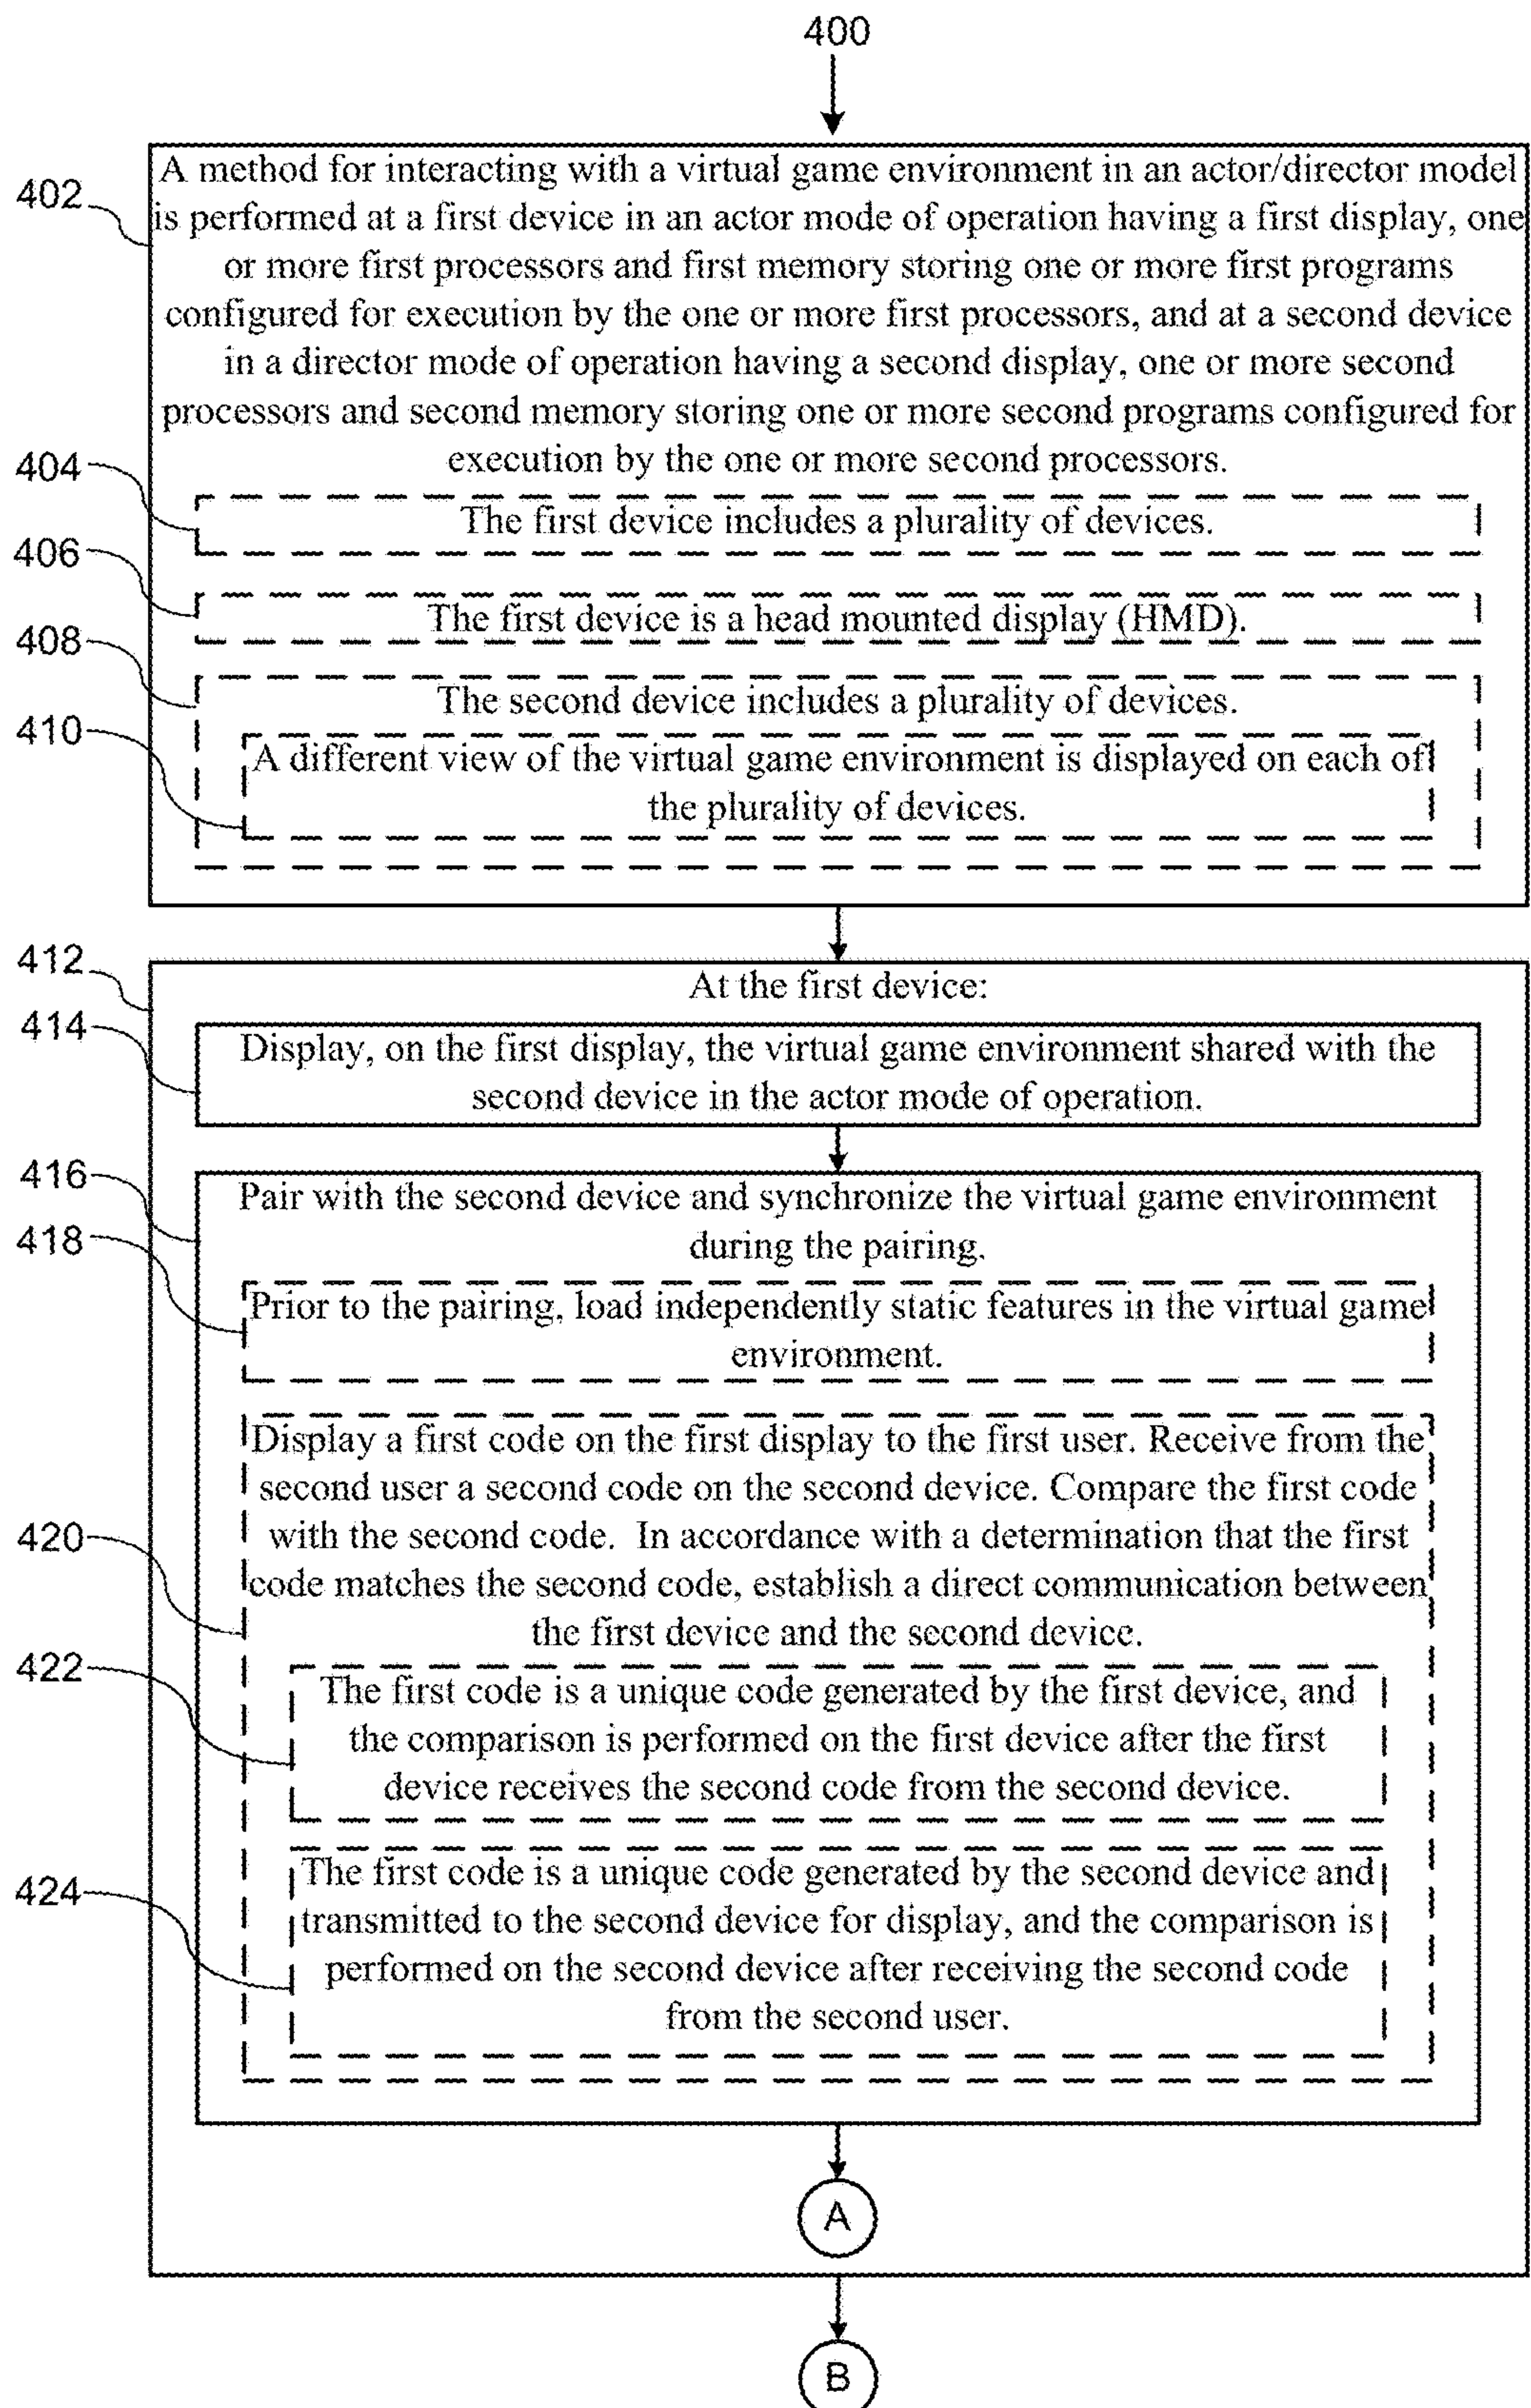 400
402
A method for interacting with a virtual game environment in an actor/director model
is performed at a first device in an actor mode of operation having a first display, one
or more first processors and first memory storing one or more first programs
configured for execution by the one or more first processors, and at a second device
in a director mode of operation having a second display, one or more second
processors and second memory storing one or more second programs configured for
execution by the one or more second processors.
404
The first device includes a plurality of devices.
406
The first device is a head mounted display (HMD).
408
The second device includes a plurality of devices.
410
A different view of the virtual game environment is displayed on each of
the plurality of devices.
412
At the first device:
414
Display, on the first display, the virtual game environment shared with the
second device in the actor mode of operation.
416
Pair with the second device and synchronize the virtual game environment
during the pairing.
418
Prior to the pairing, load independently static features in the virtual game
environment.
420
Display a first code on the first display to the first user. Receive from the
second user a second code on the second device. Compare the first code
with the second code. In accordance with a determination that the first
code matches the second code, establish a direct communication between
the first device and the second device.
422
The first code is a unique code generated by the first device, and
the comparison is performed on the first device after the first
device receives the second code from the second device.
424
The first code is a unique code generated by the second device and
transmitted to the second device for display, and the comparison is
performed on the second device after receiving the second code
from the second user.
A
B